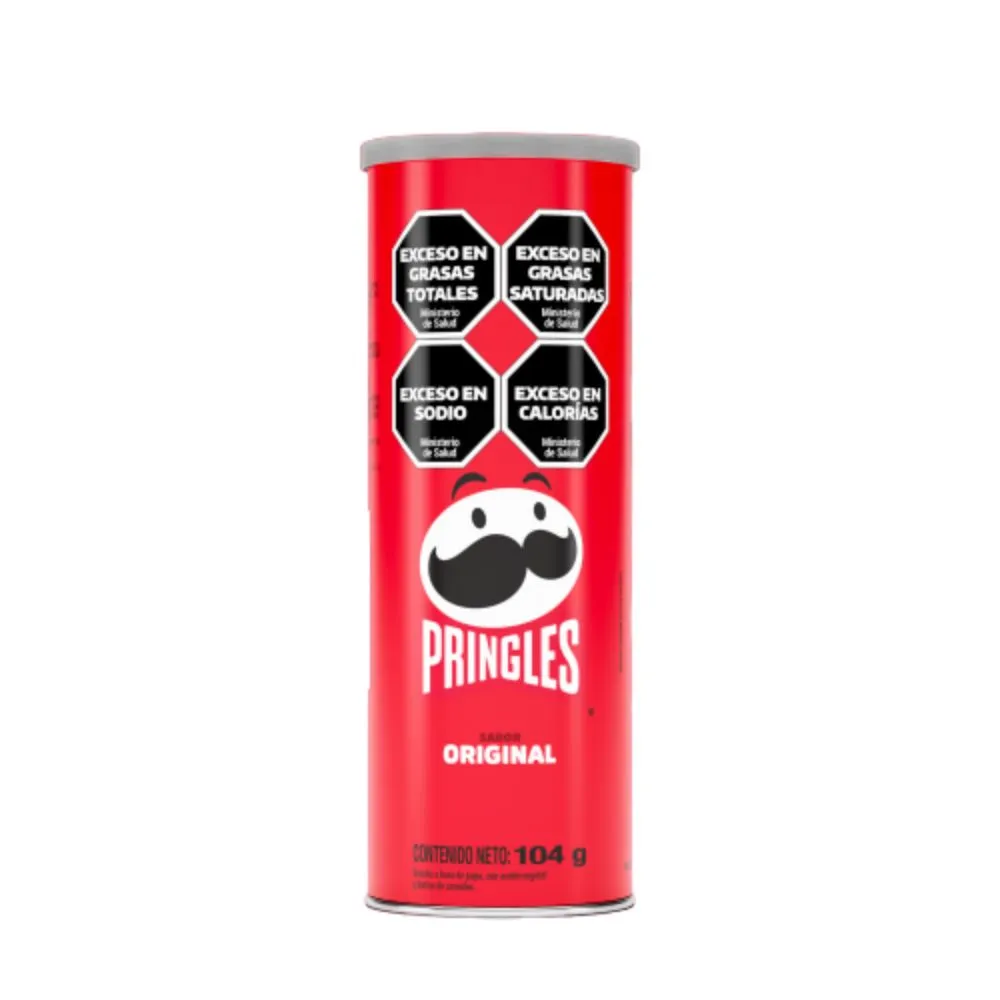 EXCESO EN
GRASAS
TOTALES
Ministerio
de Salud
EXCESO EN
GRASAS
SATURADAS
Ministerio
de Salud
EXCESO EN
SODIO
Ministerio
de Salud
EXCESO EN
CALORÍAS
Ministerio
de Salud
PRINGLES
SABOR
ORIGINAL
CONTENIDO NETO: 104 g